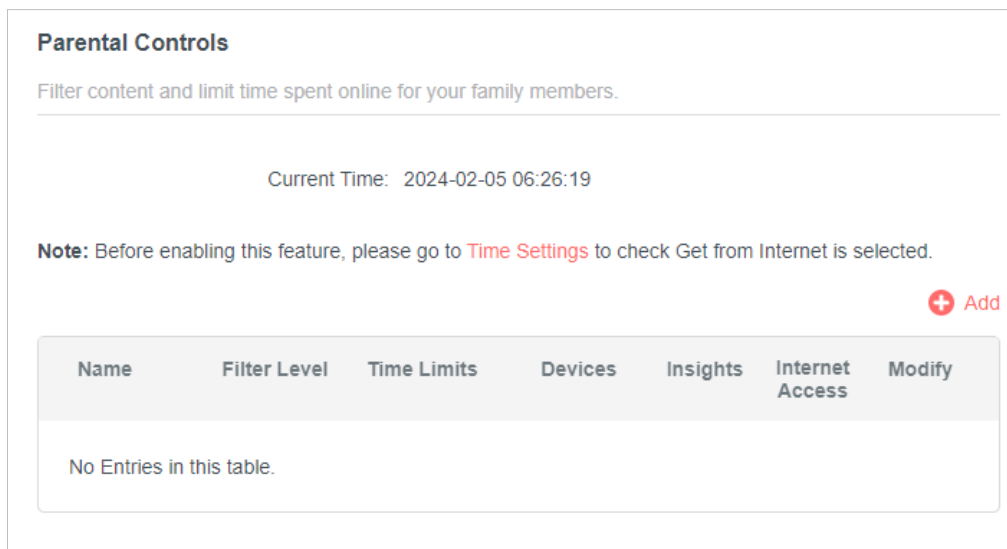 Parental Controls
Filter content and limit time spent online for your family members.
Current Time: 2024-02-05 06:26:19
Note: Before enabling this feature, please go to Time Settings to check Get from Internet is selected.
Add
Name Filter Level Time Limits Devices Insights Internet Access Modify
No Entries in this table.